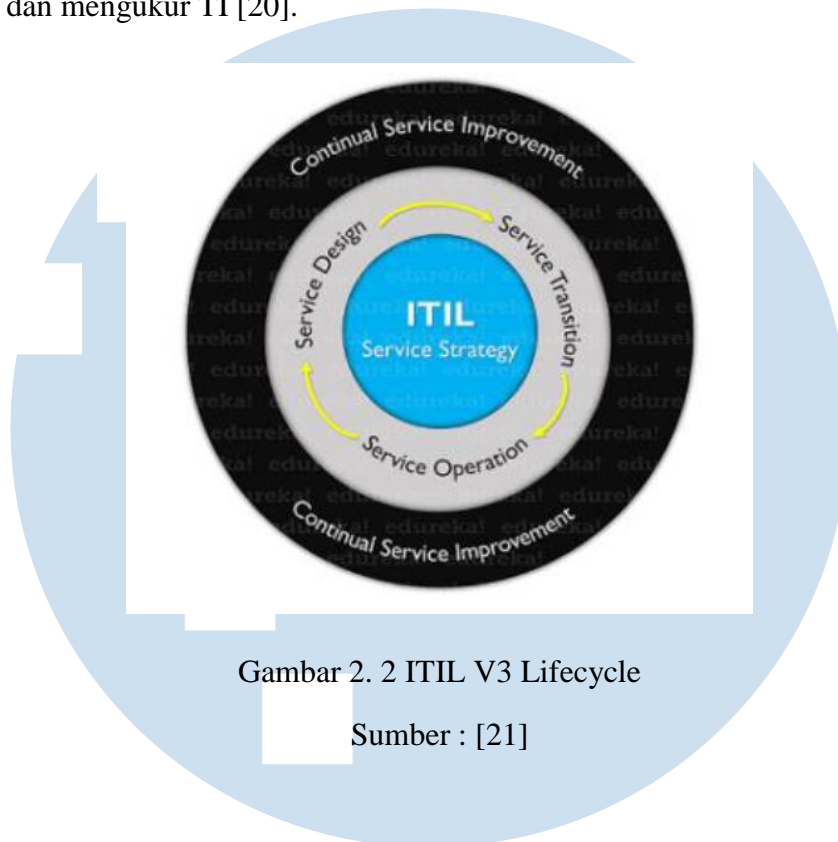 dan mengukur TI [20].
Continual Service Improvement
Service Design
Service Transition
ITIL
Service Strategy
Service Operation
Continual Service Improvement
Gambar 2. 2 ITIL V3 Lifecycle
Sumber : [21]